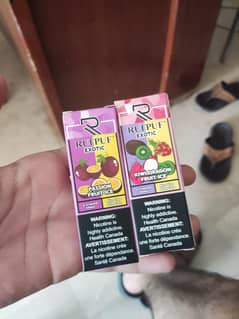 RUFPUF
EXOTIC
PASSION
FRUIT ICE
WARNING:
Nicotine is
highly addictive.
Health Canada
AVERTISSEMENT:
La nicotine crée
une forte dépendance.
Santé Canada
RUFPUF
EXOTIC
KIWI DRAGON
FRUIT ICE
WARNING:
Nicotine is
highly addictive.
Health Canada
AVERTISSEMENT:
La nicotine crée
une forte dépendance.
Santé Canada